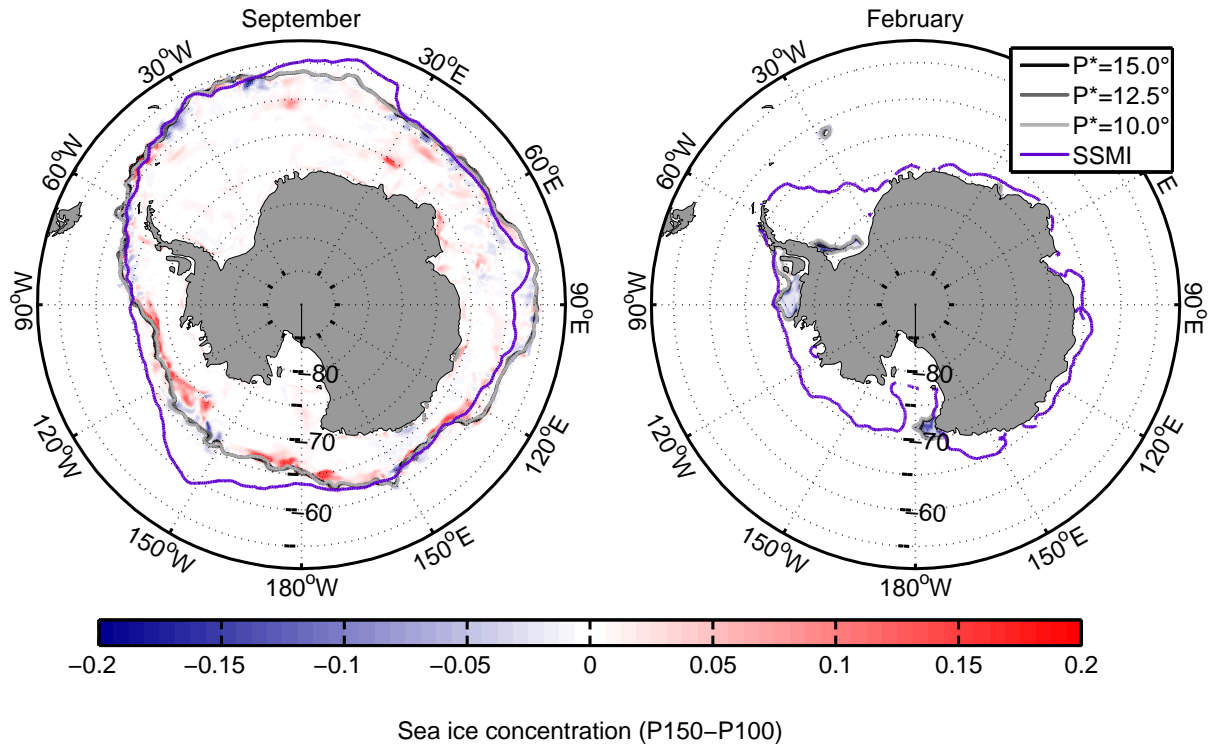 September
February
30°W
30°E
60°W
60°E
90°W
90°E
120°W
120°E
150°W
150°E
180°W
−80
−70
−60
30°W
60°W
E
90°W
90°E
120°W
120°E
150°W
150°E
180°W
−80
−70
−60
P*=15.0°
P*=12.5°
P*=10.0°
SSMI
−0.2 −0.15 −0.1 −0.05 0 0.05 0.1 0.15 0.2
Sea ice concentration (P150−P100)